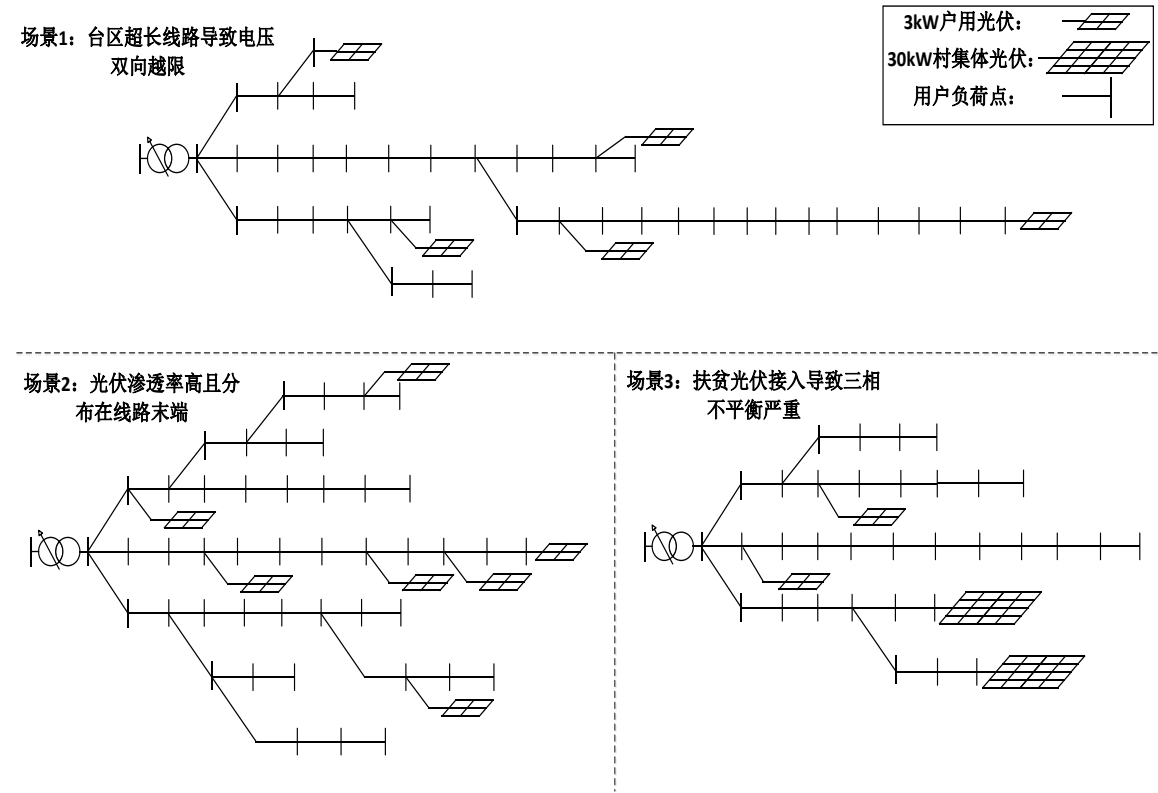 场景1：台区超长线路导致电压
双向越限
3kW户用光伏：
30kW村集体光伏：
用户负荷点：
场景2：光伏渗透率高且分
布在线路末端
场景3：扶贫光伏接入导致三相
不平衡严重